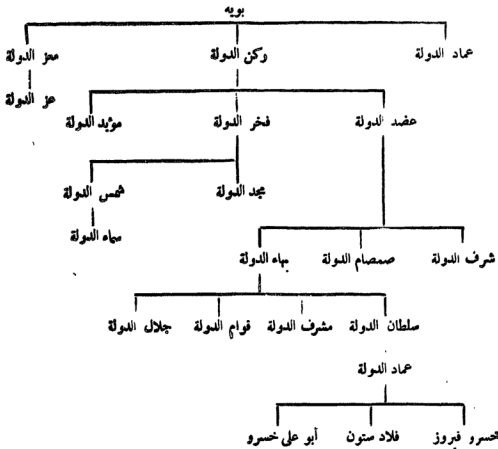 بويه
عماد الدولة ركن الدولة معز الدولة
عز الدولة
عضد الدولة فخر الدولة مؤيد الدولة
مجد الدولة شمس الدولة
سماء الدولة
شرف الدولة صمصام الدولة بهاء الدولة
سلطان الدولة مشرف الدولة قوام الدولة جلال الدولة
عماد الدولة
خسرو فيروز فلاد ستون أبو على خسرو